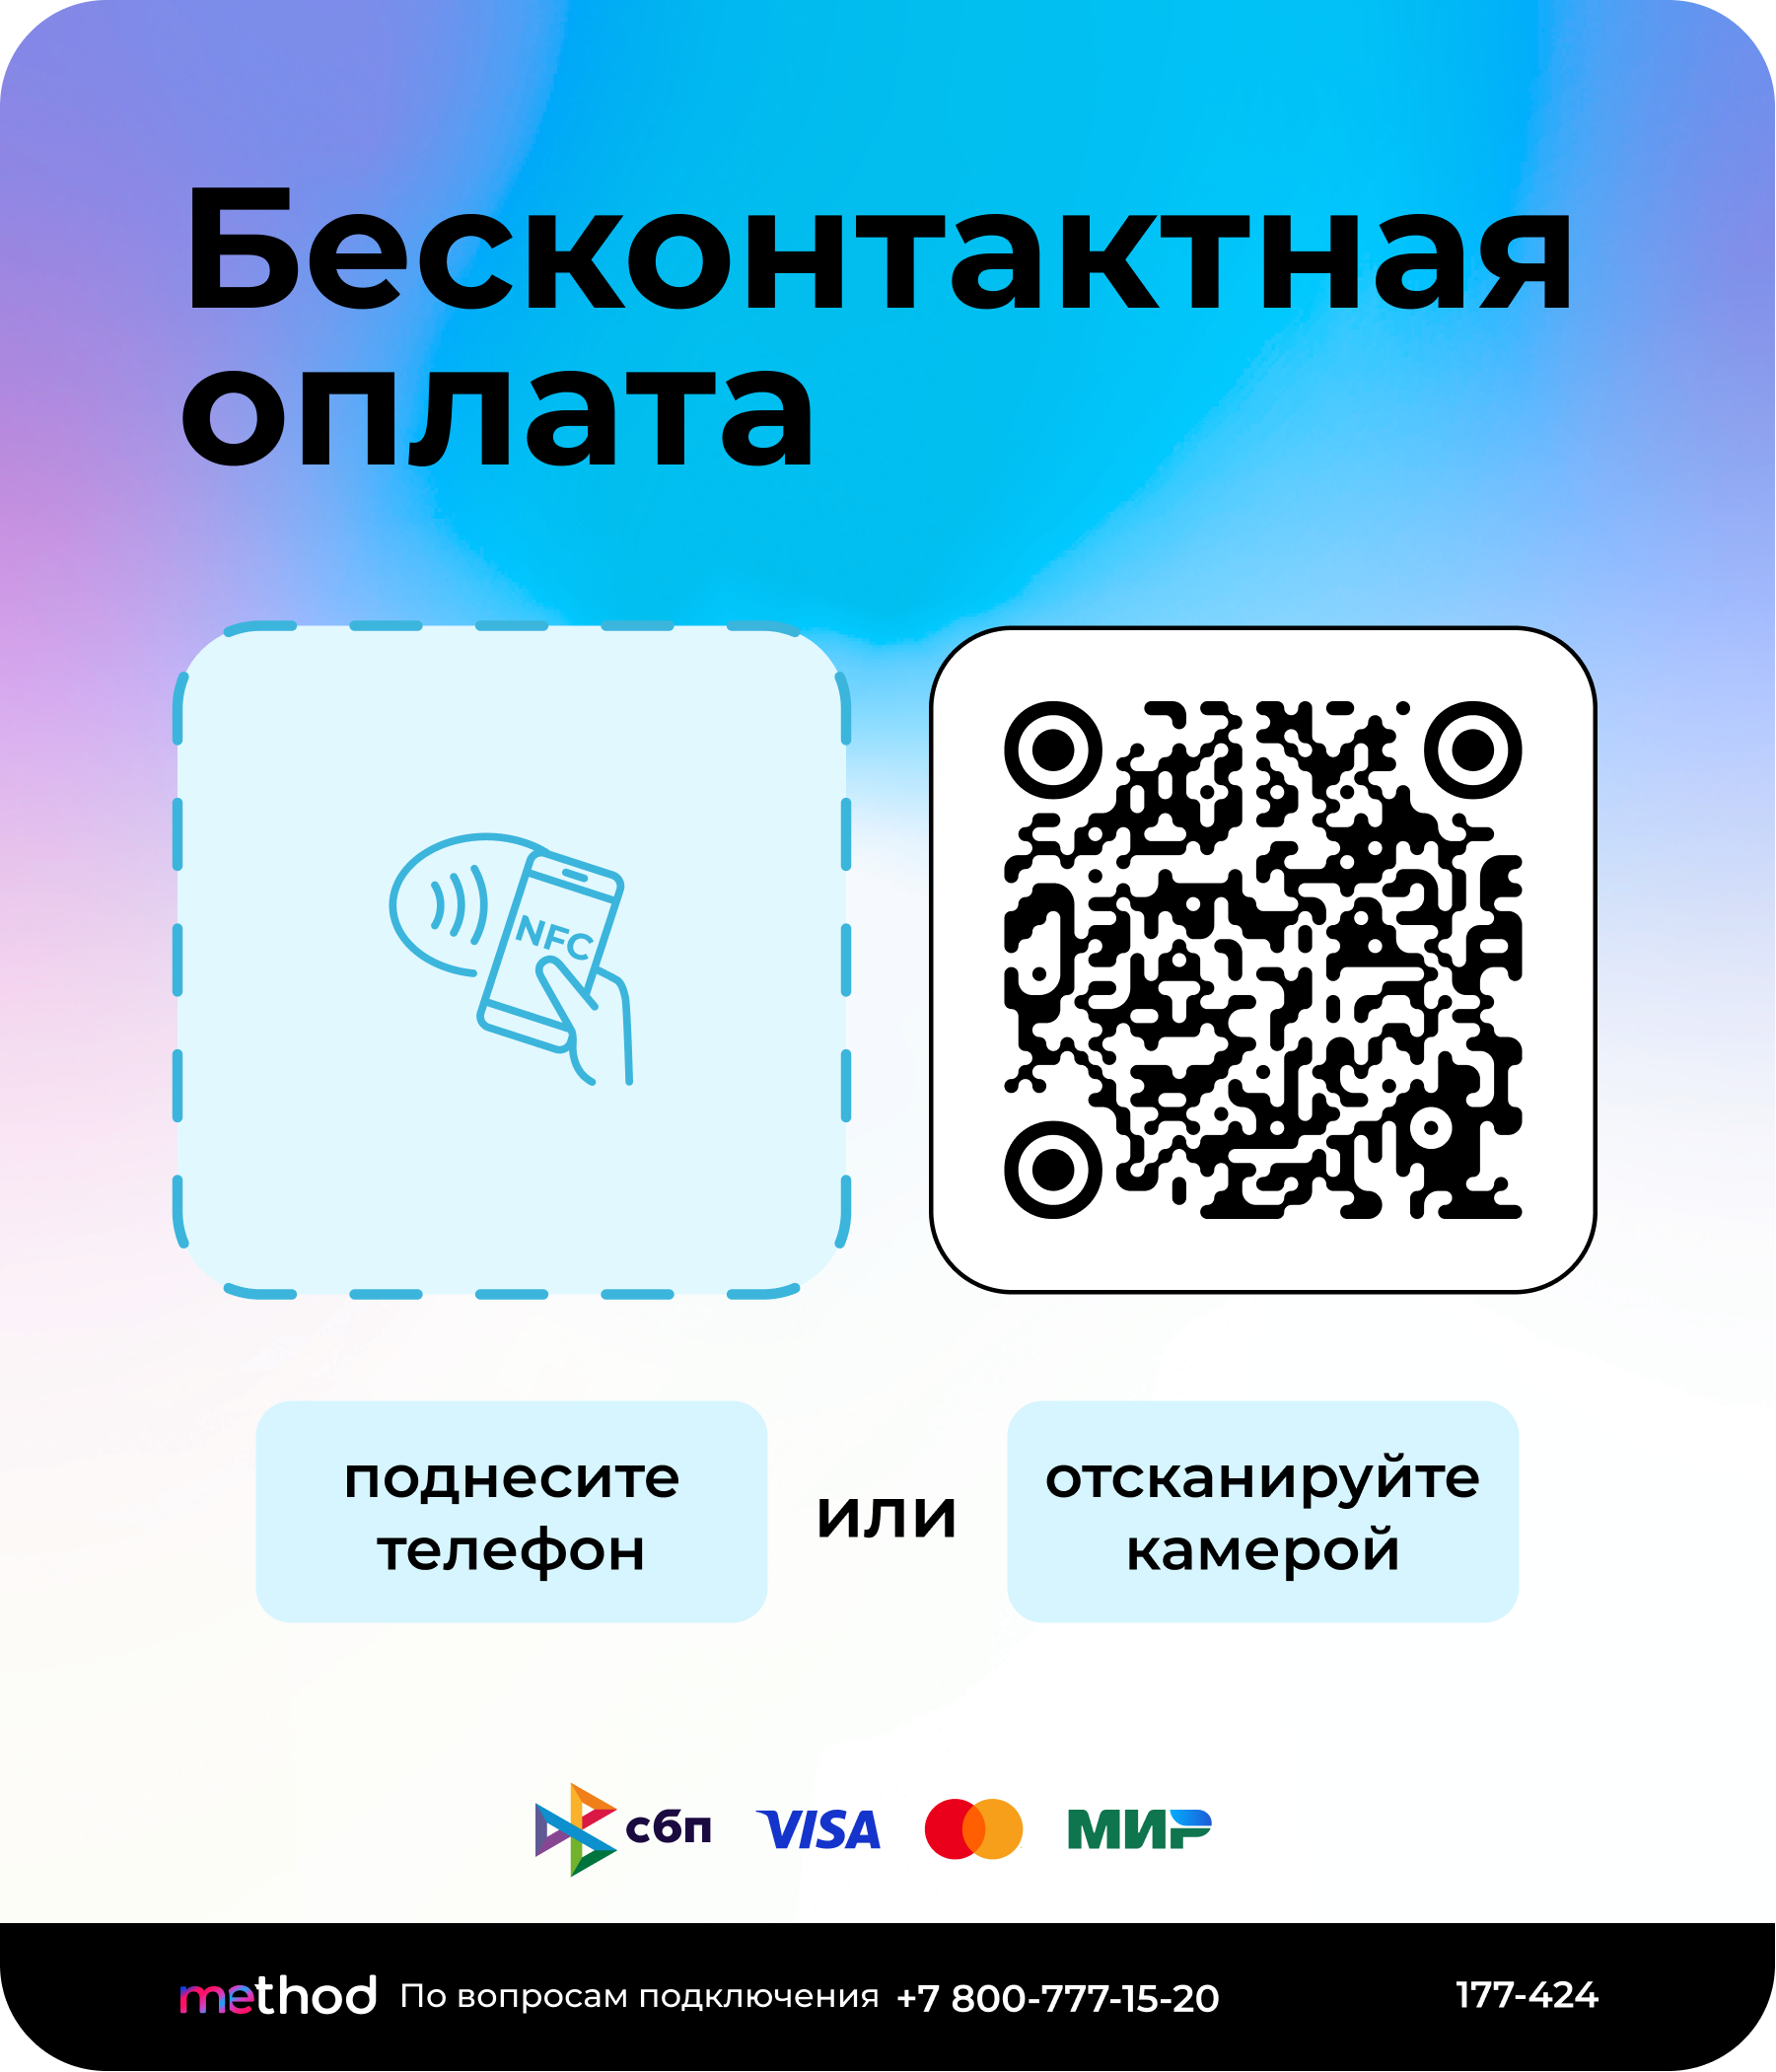 Бесконтактная
оплата
NFC
поднесите
телефон
или
отсканируйте
камерой
сбп VISA МИР
method По вопросам подключения +7 800-777-15-20 177-424